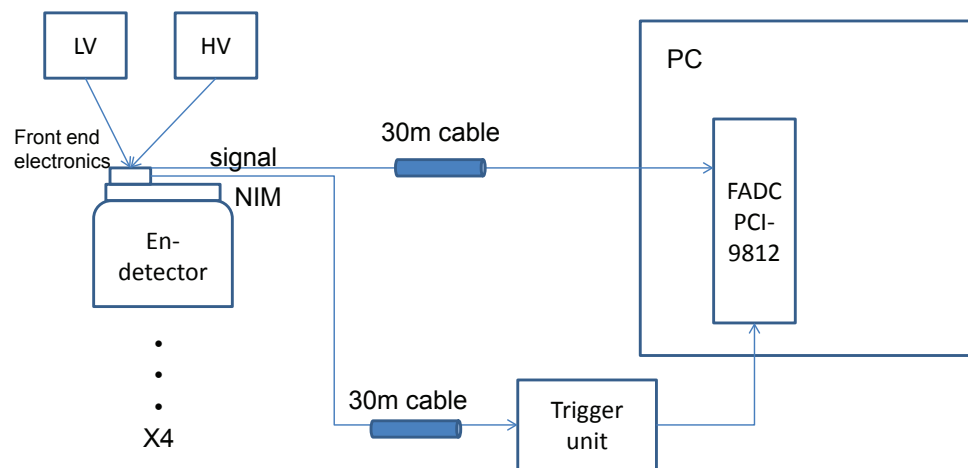 LV
HV
PC
Front end
electronics
30m cable
signal
NIM
FADC
PCI-
9812
En-
detector
30m cable
Trigger
unit
X4